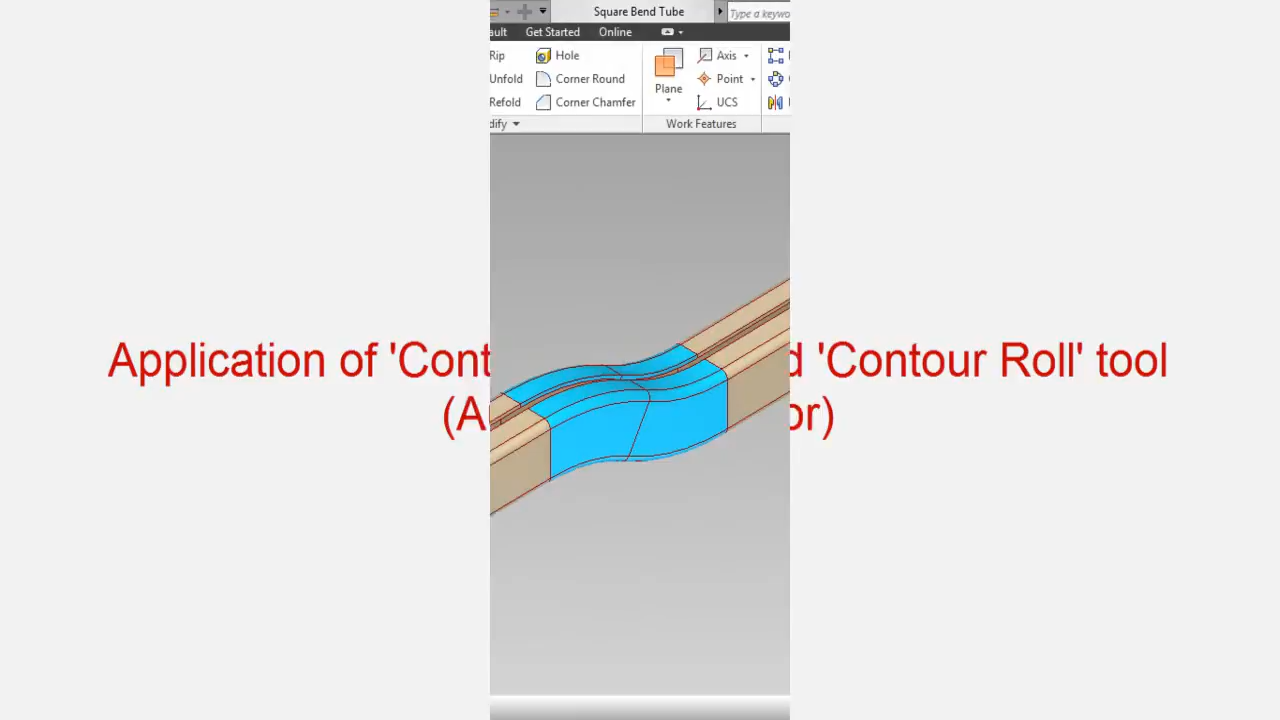 Square Bend Tube
Type a keywo
ault Get Started Online
Rip Hole Axis
Unfold Corner Round Plane Point
Refold Corner Chamfer UCS
dify Work Features
Application of 'Cont d 'Contour Roll' tool
(A or)